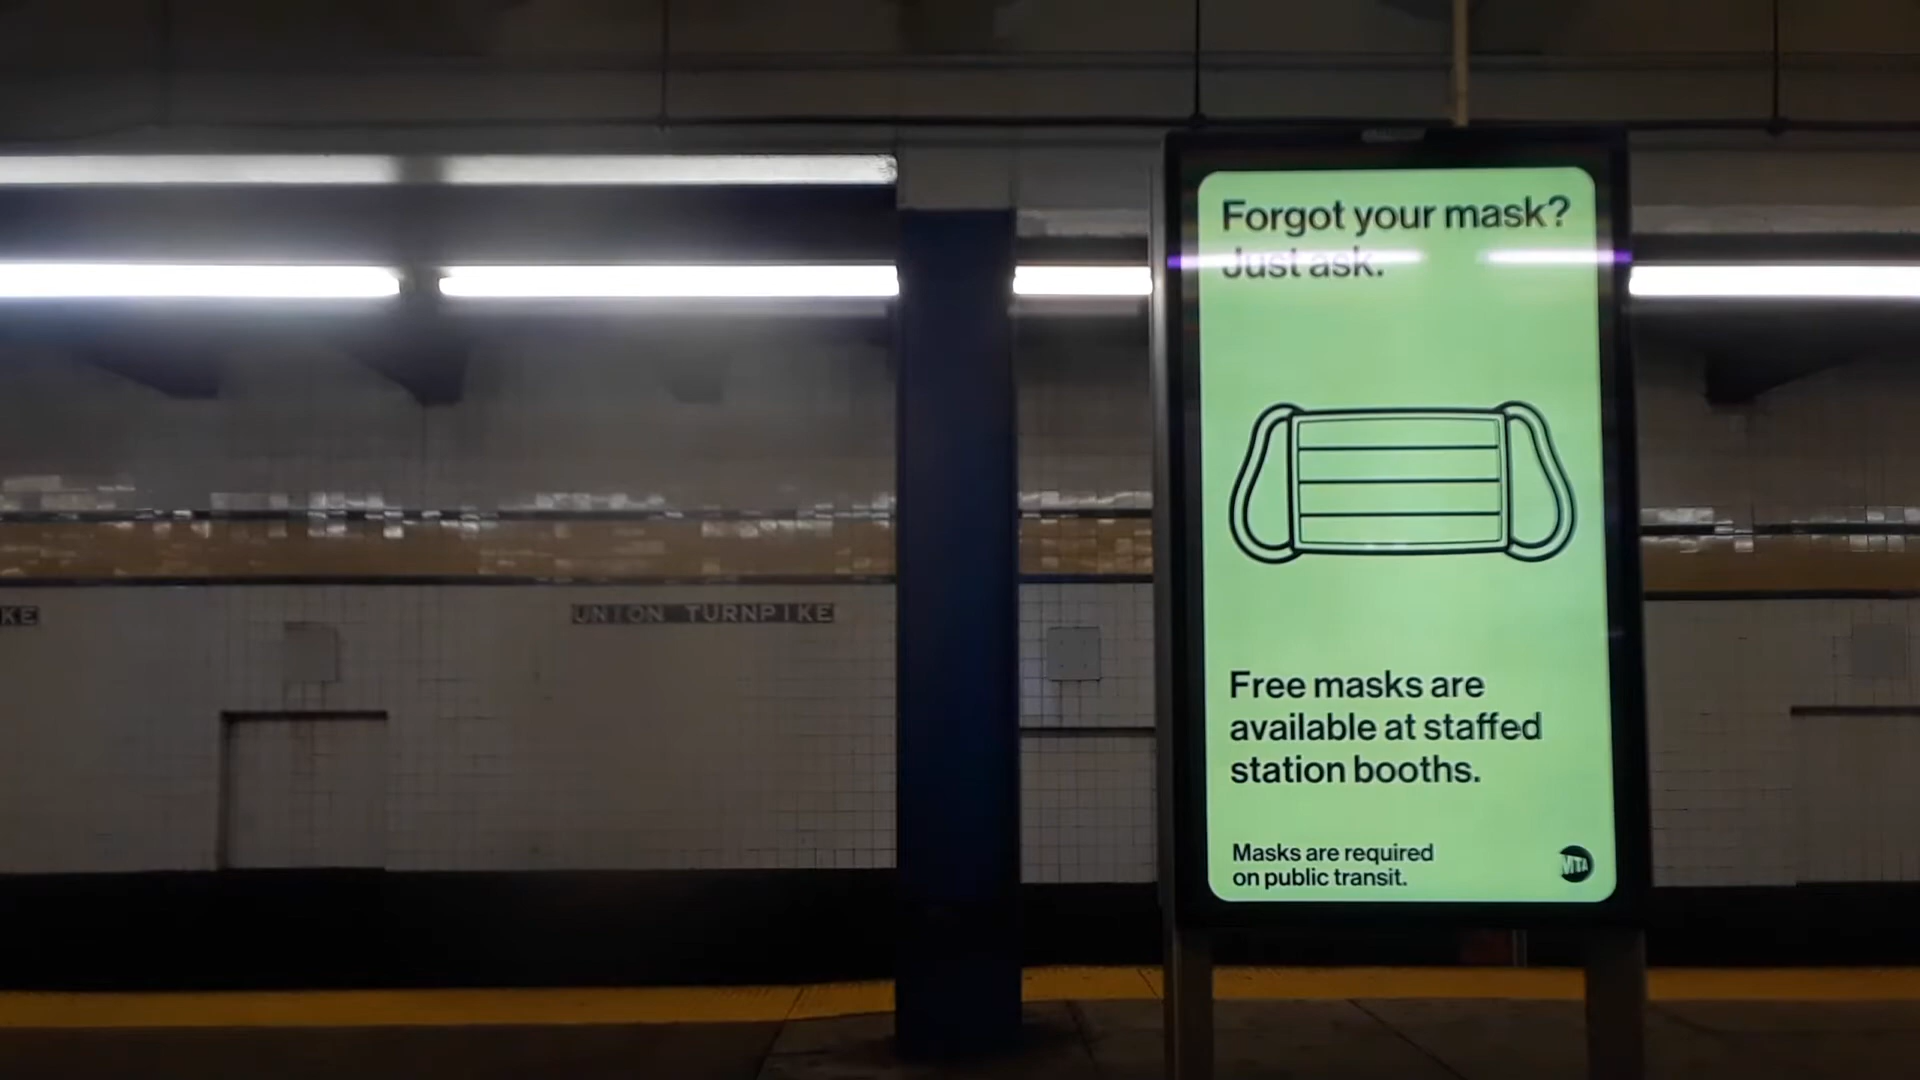 Forgot your mask?
Just ask.
KE
UNION TURNPIKE
Free masks are
available at staffed
station booths.
Masks are required
on public transit.
MTA